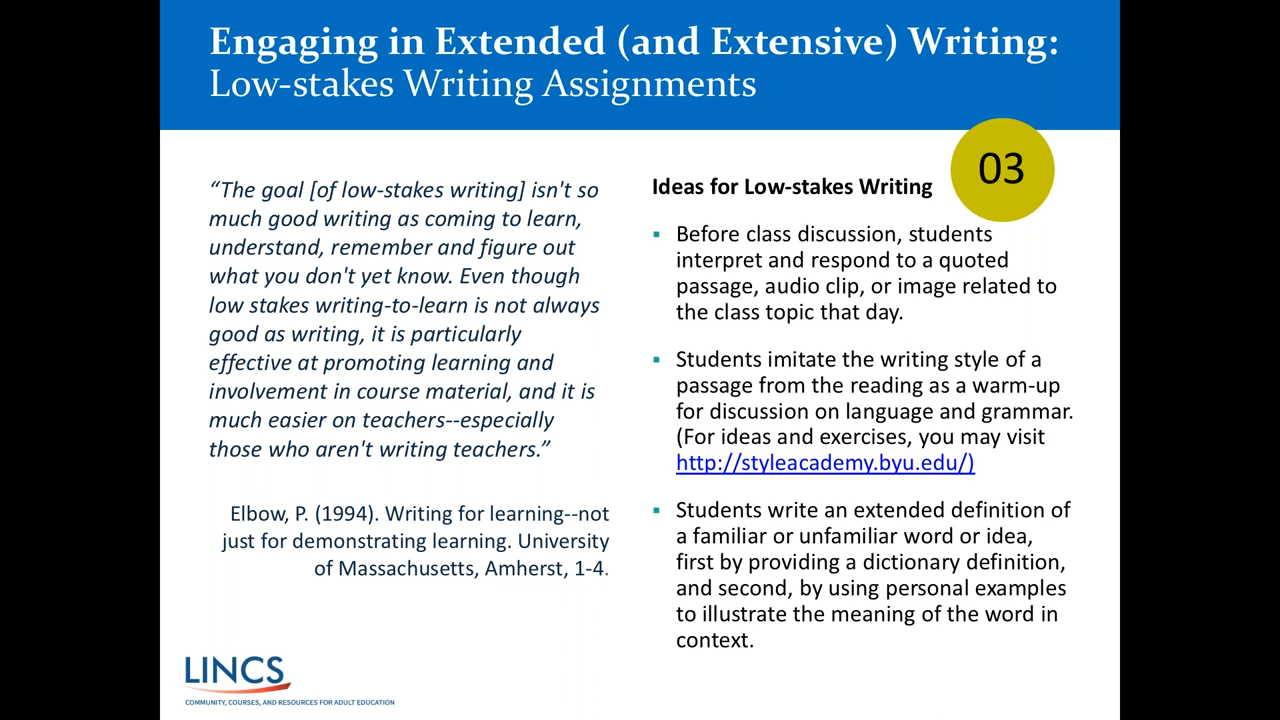 Engaging in Extended (and Extensive) Writing:
Low-stakes Writing Assignments
03
“The goal [of low-stakes writing] isn't so
much good writing as coming to learn,
understand, remember and figure out
what you don't yet know. Even though
low stakes writing-to-learn is not always
good as writing, it is particularly
effective at promoting learning and
involvement in course material, and it is
much easier on teachers--especially
those who aren't writing teachers.”
Elbow, P. (1994). Writing for learning--not
just for demonstrating learning. University
of Massachusetts, Amherst, 1-4.
Ideas for Low-stakes Writing
▪ Before class discussion, students
interpret and respond to a quoted
passage, audio clip, or image related to
the class topic that day.
▪ Students imitate the writing style of a
passage from the reading as a warm-up
for discussion on language and grammar.
(For ideas and exercises, you may visit
http://styleacademy.byu.edu/)
▪ Students write an extended definition of
a familiar or unfamiliar word or idea,
first by providing a dictionary definition,
and second, by using personal examples
to illustrate the meaning of the word in
context.
LINCS
COMMUNITY, COURSES, AND RESOURCES FOR ADULT EDUCATION